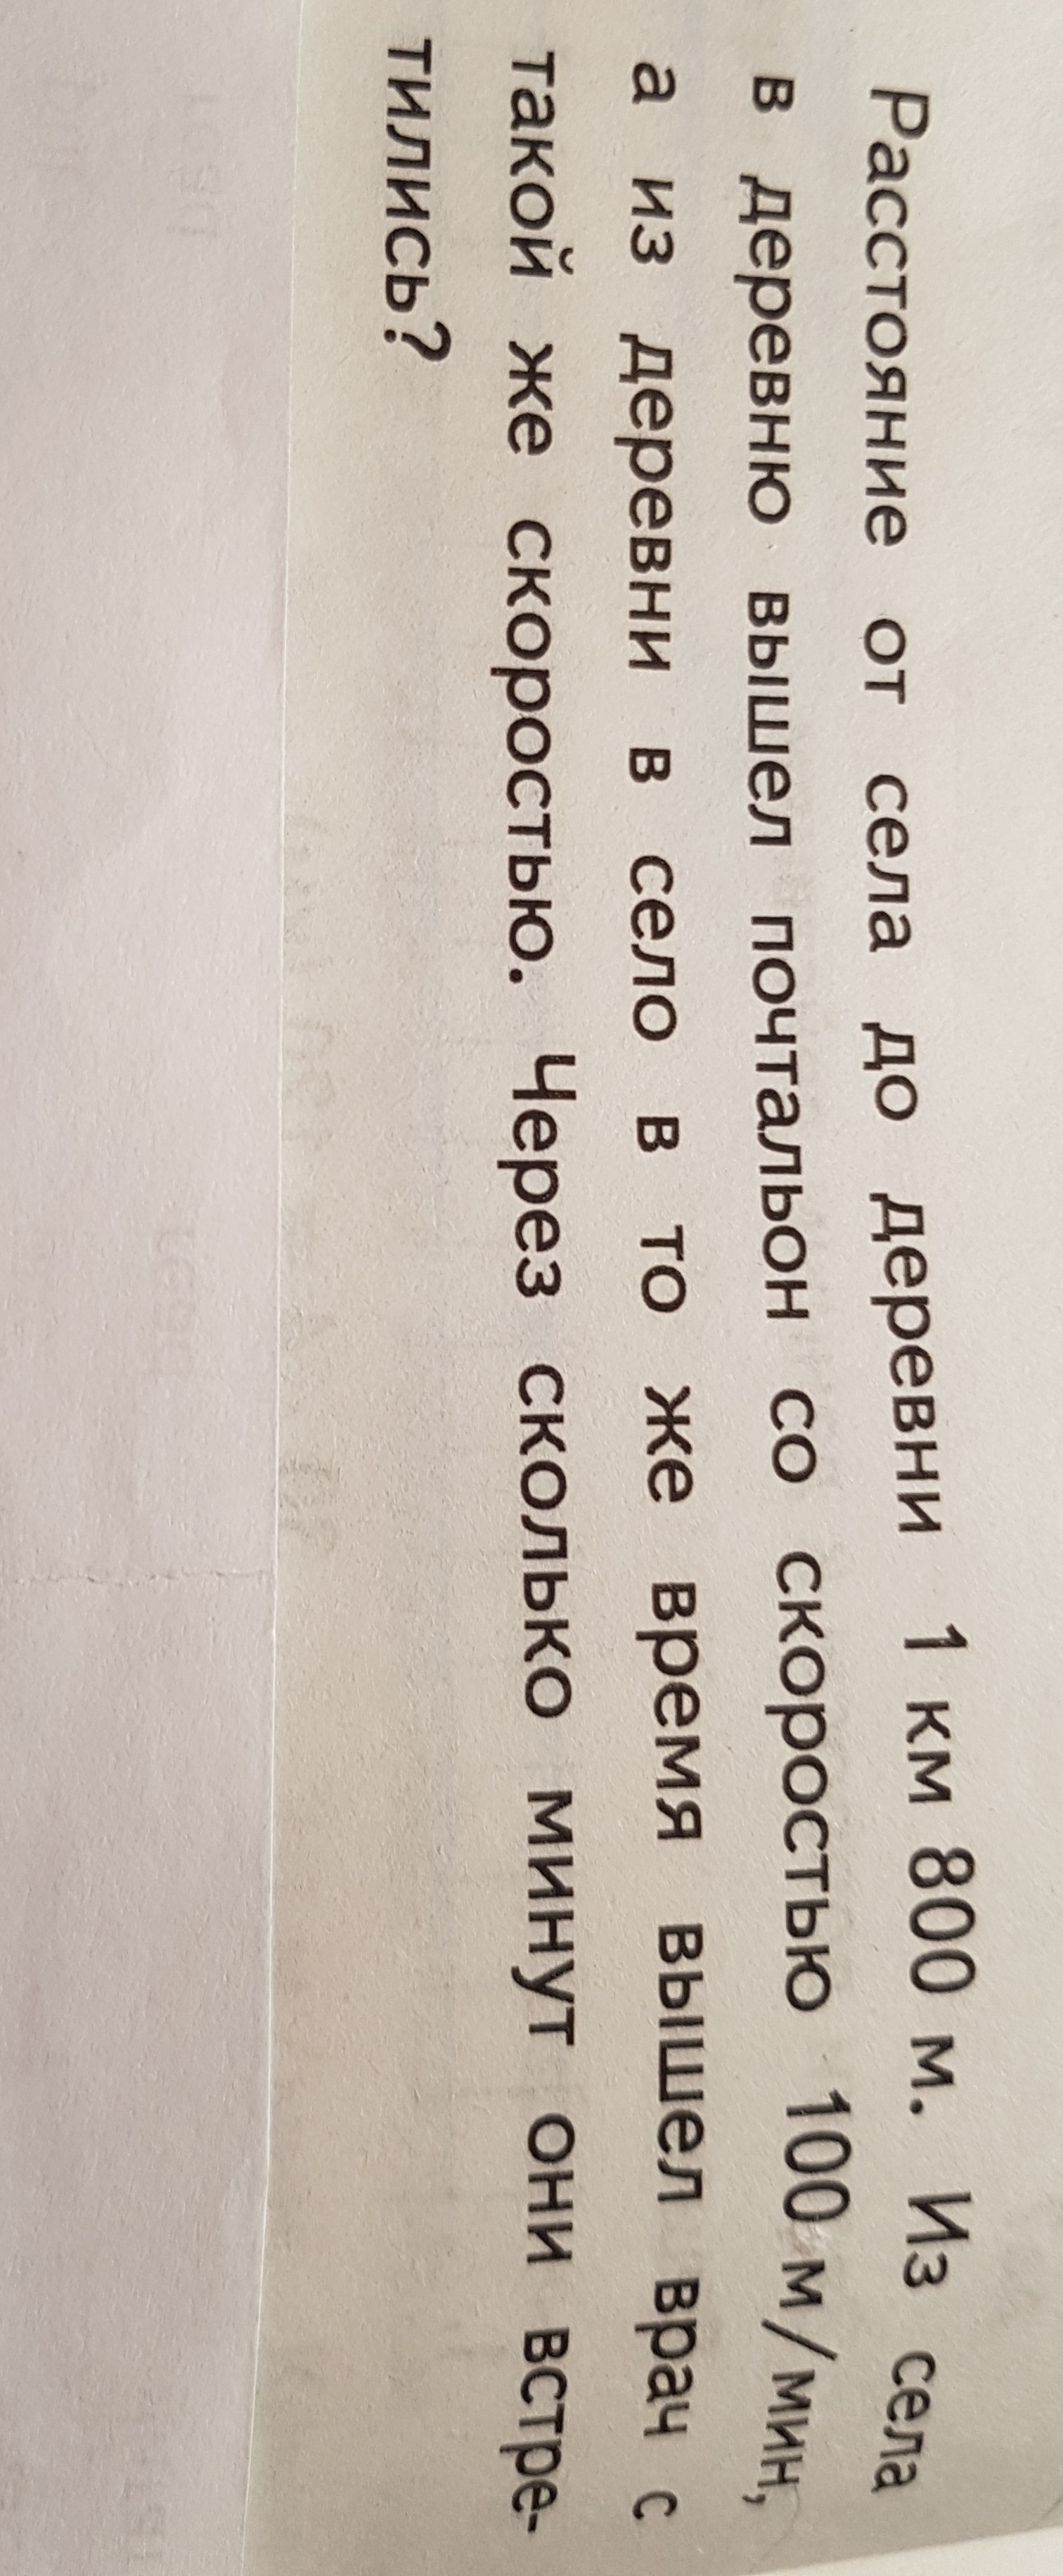 Расстояние от села до деревни 1 км 800 м. Из села
в деревню вышел почтальон со скоростью 100 м/мин,
а из деревни в село в то же время вышел врач с
такой же скоростью. Через сколько минут они встре-
тились?